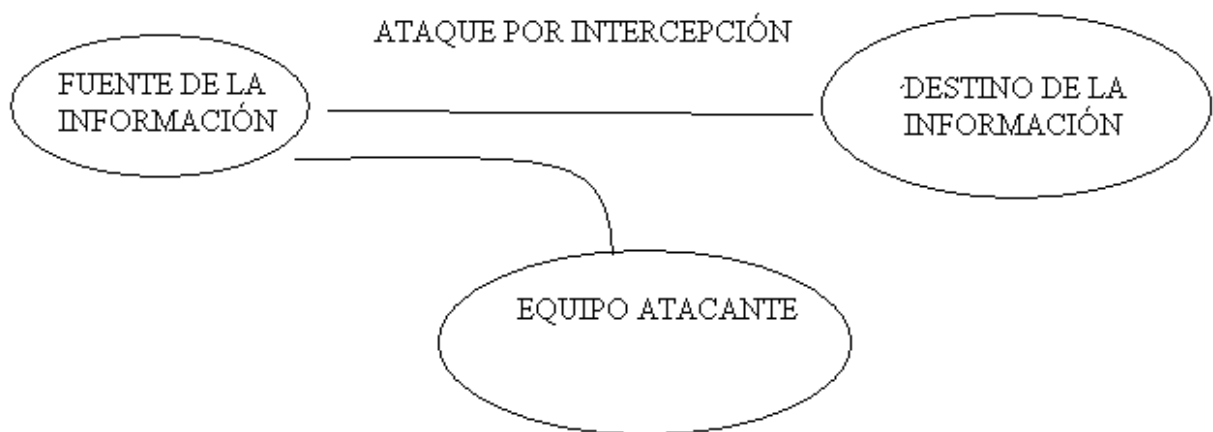 ATAQUE POR INTERCEPCIÓN
FUENTE DE LA
INFORMACIÓN
DESTINO DE LA
INFORMACIÓN
EQUIPO ATACANTE